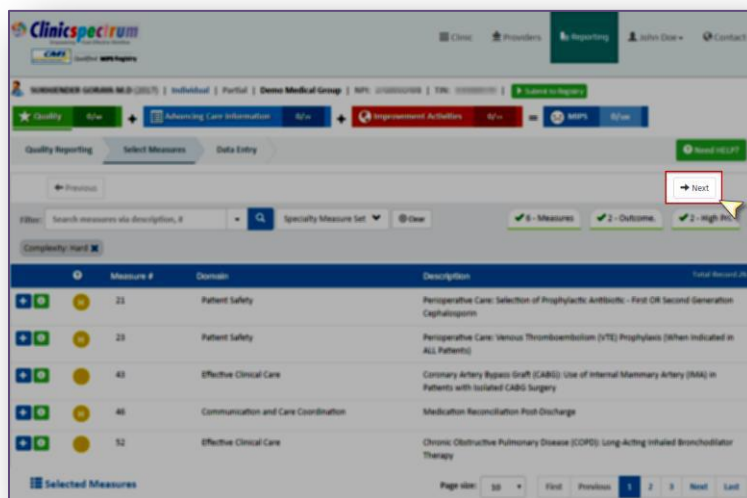 Clinicspectrum
CMS Qualified MIPS Registry
Clinic Providers Reporting John Doe Contact
SUKHVINDER M.D (2017) | Individual | Partial | Demo Medical Group | NPI: | TIN: | Submit to Registry
Quality + Advancing Care Information + Improvement Activities = MIPS
Quality Reporting Select Measures Data Entry Need HELP?
Previous Next
Filter: Search measures via description, # Specialty Measure Set Clear 6 - Measures 2 - Outcome. 2 - High
Complexity: Hard
Measure # Domain Description Total Record
21 Patient Safety Perioperative Care: Selection of Prophylactic Antibiotic - First OR Second Generation
Cephalosporin
23 Patient Safety Perioperative Care: Venous Thromboembolism (VTE) Prophylaxis (When Indicated in
ALL Patients)
43 Effective Clinical Care Coronary Artery Bypass Graft (CABG): Use of Internal Mammary Artery (IMA) in
Patients with Isolated CABG Surgery
46 Communication and Care Coordination Medication Reconciliation Post-Discharge
52 Effective Clinical Care Chronic Obstructive Pulmonary Disease (COPD): Long-Acting Inhaled Bronchodilator
Therapy
Selected Measures Page size: 10 First Previous 1 2 3 Next Last